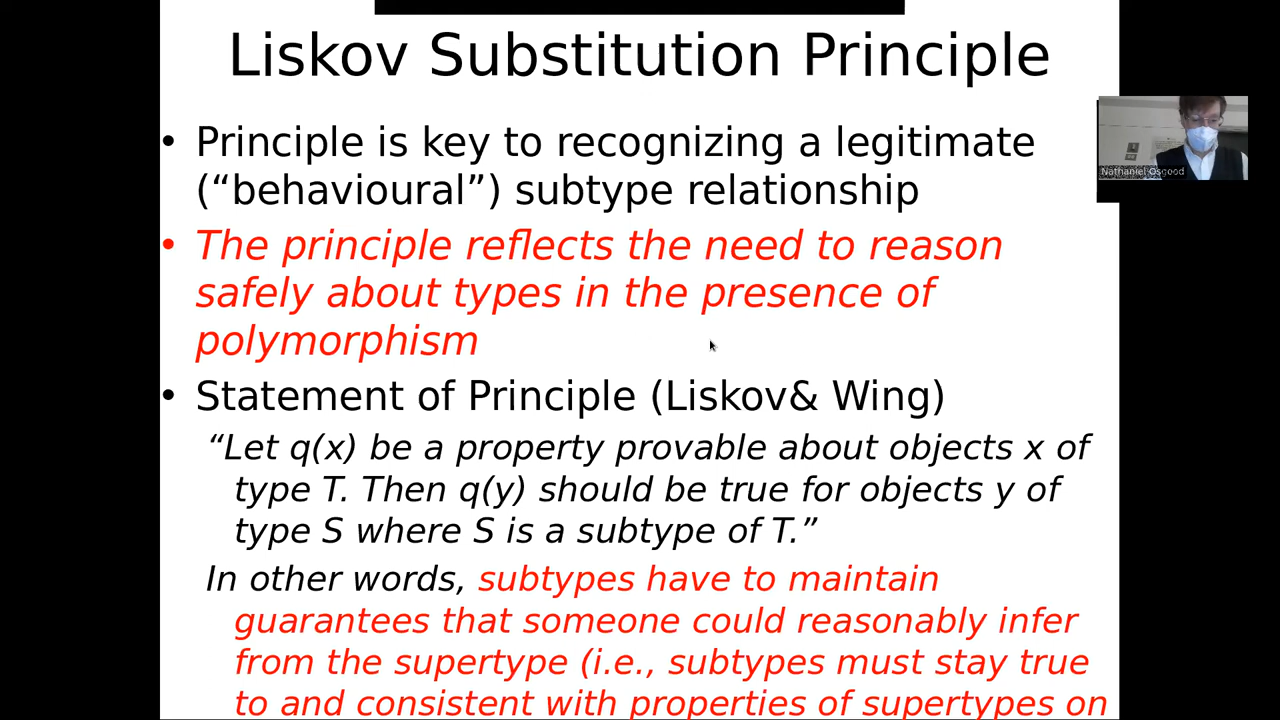 Liskov Substitution Principle
• Principle is key to recognizing a legitimate
(“behavioural”) subtype relationship
• The principle reflects the need to reason
safely about types in the presence of
polymorphism
• Statement of Principle (Liskov& Wing)
“Let q(x) be a property provable about objects x of
type T. Then q(y) should be true for objects y of
type S where S is a subtype of T.”
In other words, subtypes have to maintain
guarantees that someone could reasonably infer
from the supertype (i.e., subtypes must stay true
to and consistent with properties of supertypes on
Nathaniel Osgood